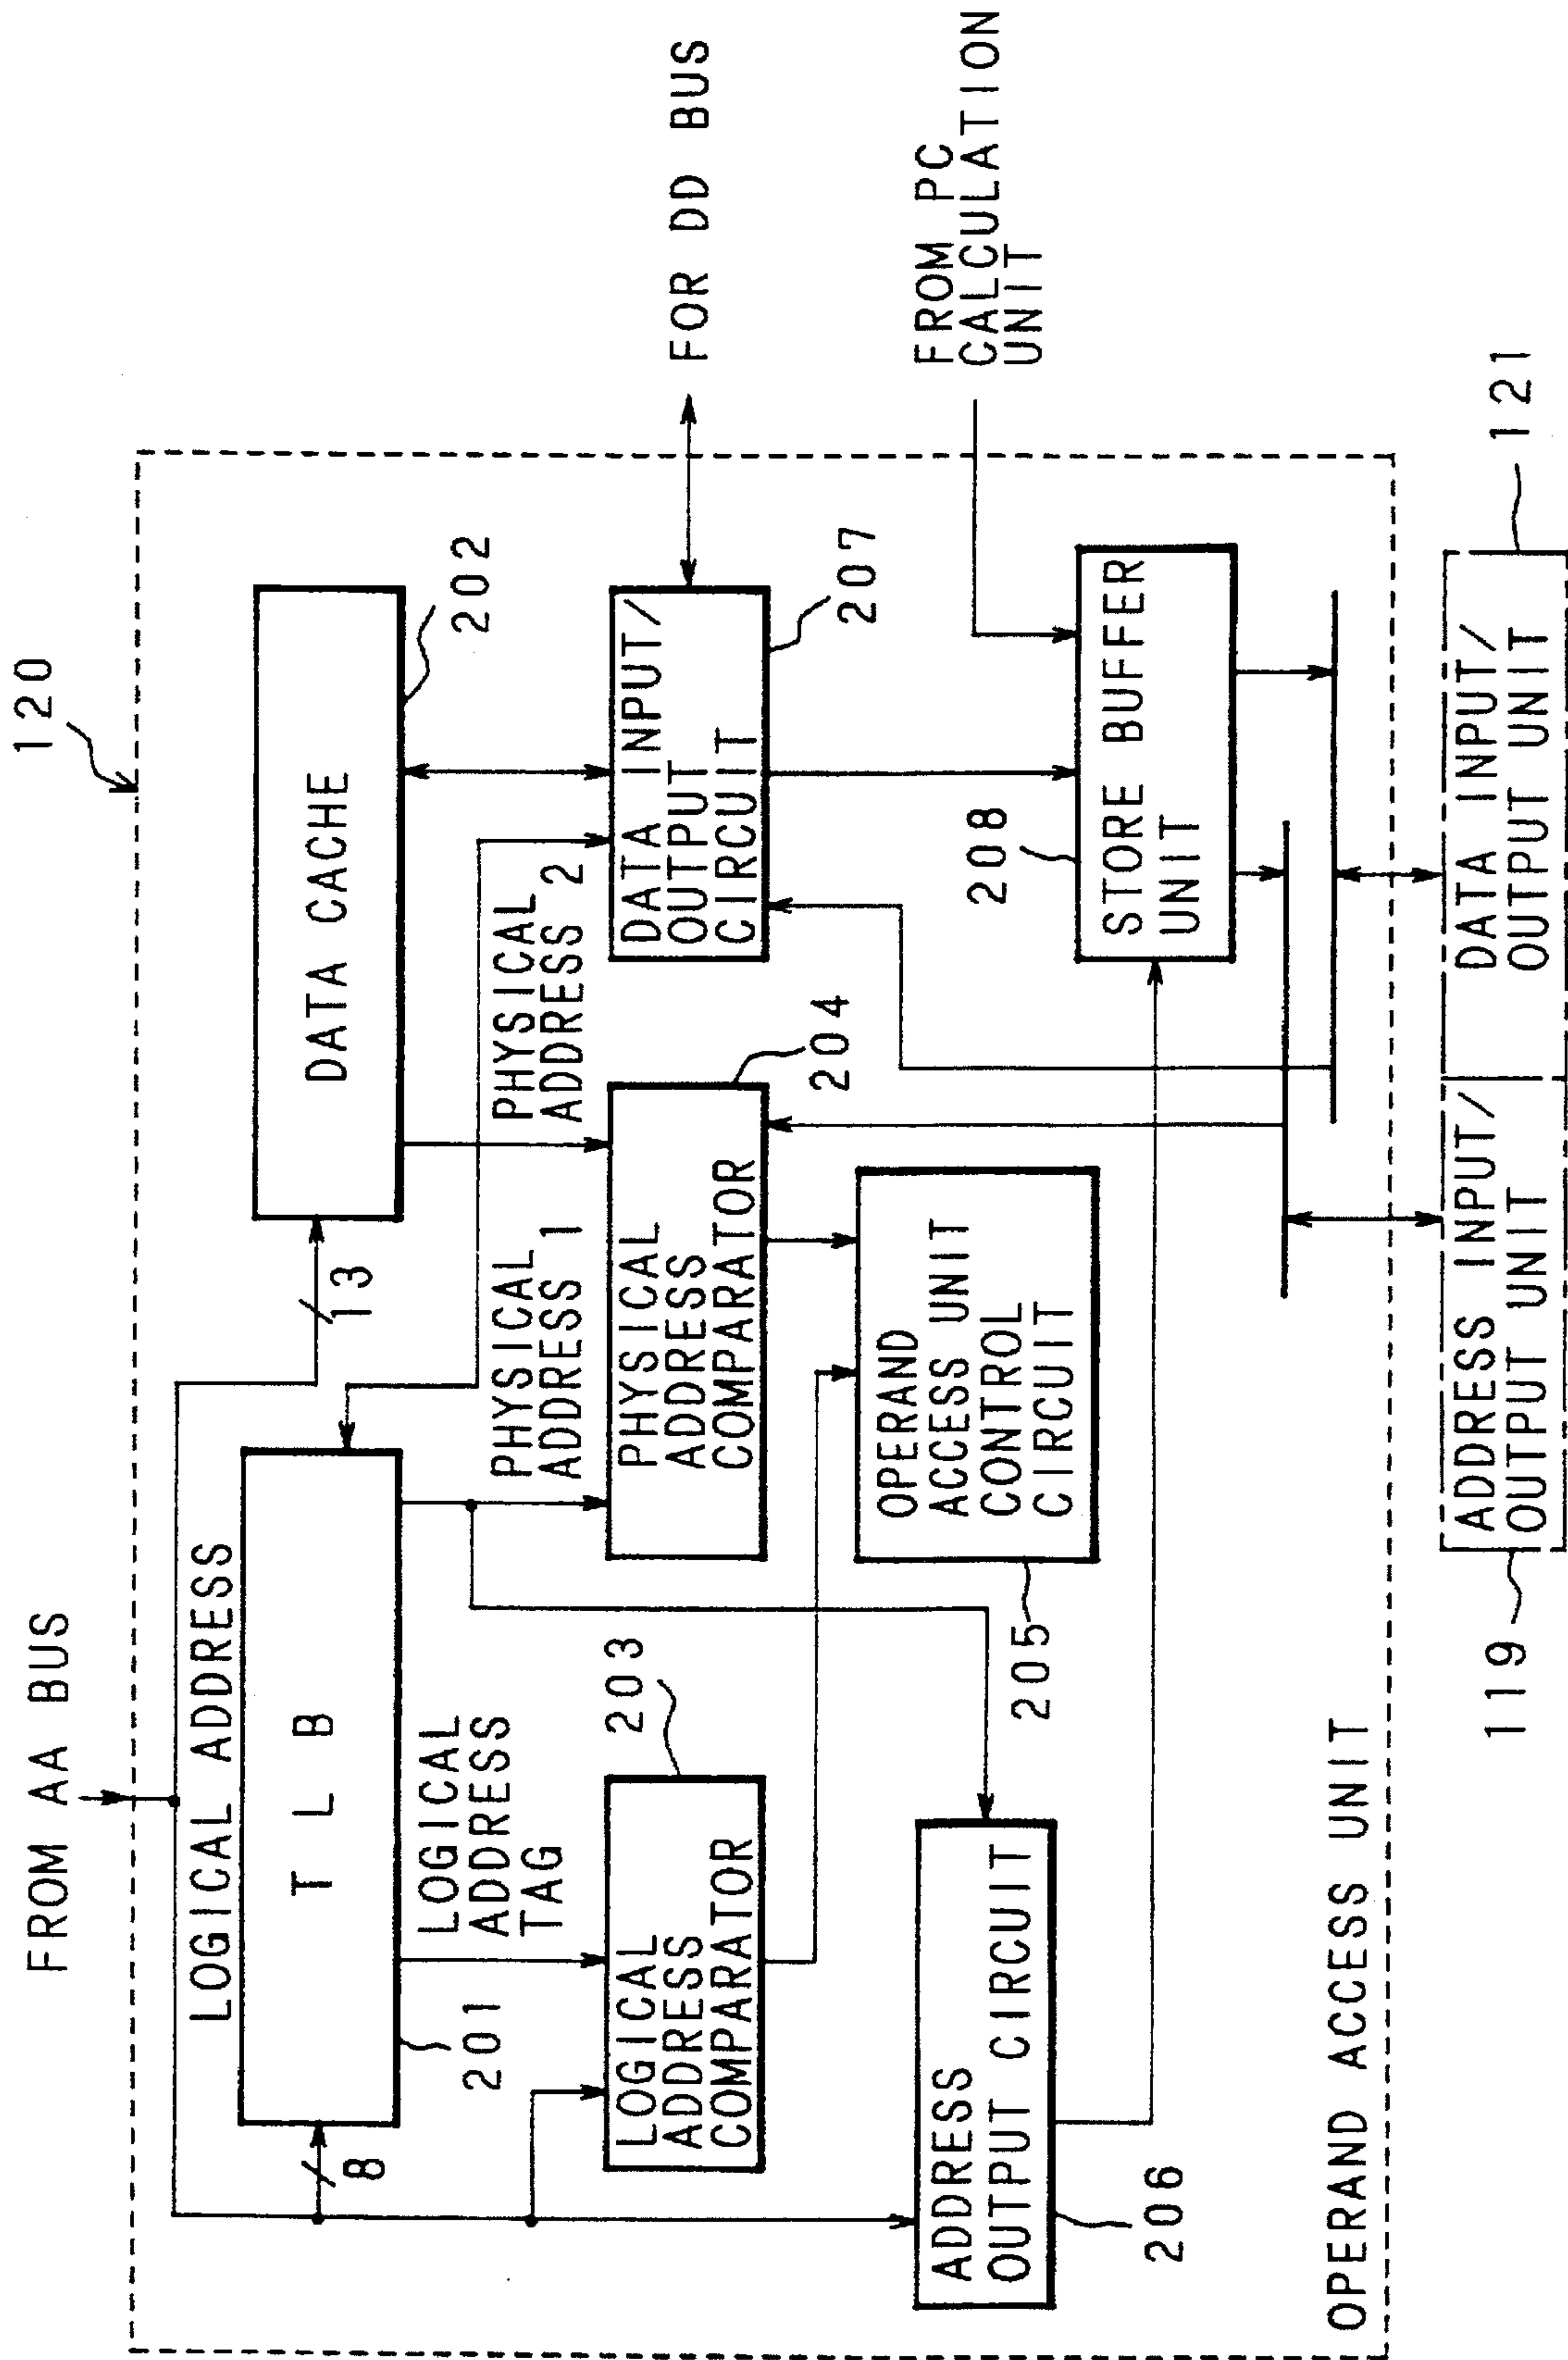 120
FROM AA BUS
LOGICAL ADDRESS
T L B
201
8
13
DATA CACHE
202
LOGICAL
ADDRESS
TAG
PHYSICAL
ADDRESS 1
PHYSICAL
ADDRESS 2
LOGICAL
ADDRESS
COMPARATOR
203
PHYSICAL
ADDRESS
COMPARATOR
204
DATA INPUT/
OUTPUT
CIRCUIT
207
FOR DD BUS
OPERAND
ACCESS UNIT
CONTROL
CIRCUIT
205
ADDRESS
OUTPUT CIRCUIT
206
FROM PC
CALCULATION
UNIT
208
STORE BUFFER
UNIT
OPERAND ACCESS UNIT
119
ADDRESS INPUT/
OUTPUT UNIT
DATA INPUT/
OUTPUT UNIT
121